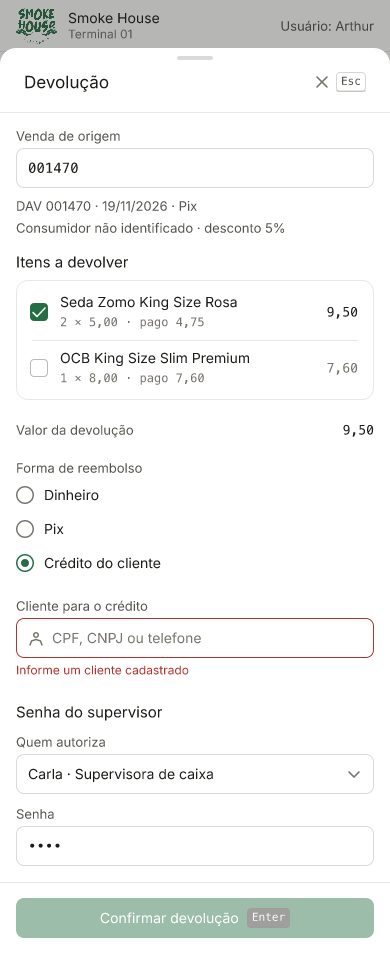 SMOKE
HOUSE
Smoke House
Terminal 01
Usuário: Arthur
Devolução
Esc
Venda de origem
001470
DAV 001470 · 19/11/2026 · Pix
Consumidor não identificado · desconto 5%
Itens a devolver
Seda Zomo King Size Rosa
2 × 5,00 · pago 4,75
9,50
OCB King Size Slim Premium
1 × 8,00 · pago 7,60
7,60
Valor da devolução
9,50
Forma de reembolso
Dinheiro
Pix
Crédito do cliente
Cliente para o crédito
CPF, CNPJ ou telefone
Informe um cliente cadastrado
Senha do supervisor
Quem autoriza
Carla · Supervisora de caixa
Senha
••••
Confirmar devolução
Enter